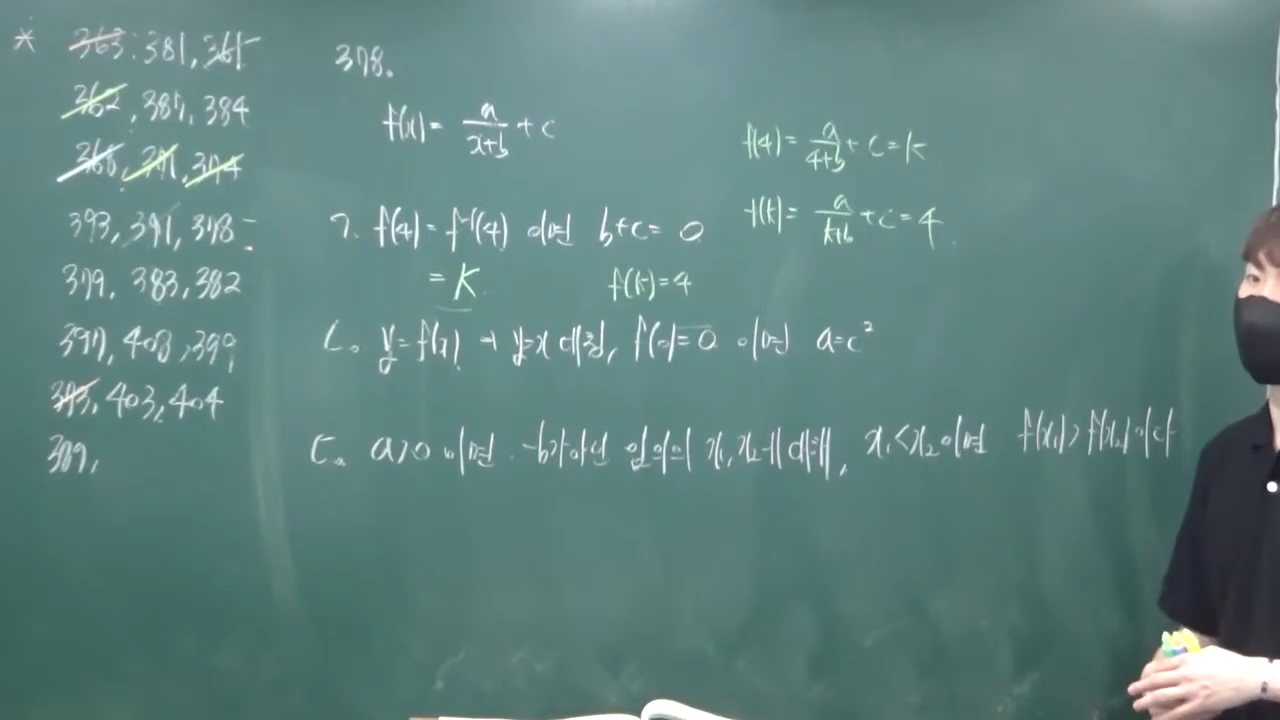 * 363. 381, 365
362, 387, 384
368, 371, 374
393, 391, 378
379, 383, 382
397, 408, 399
393, 403, 404
389,
378.
f(x) = a/(x+b) + c
ㄱ. f(4) = f⁻¹(4) 이면 b+c = 0
= k f(k)=4
ㄴ. y=f(x) → y=x 대칭, f(0)=0 이면 a=c²
ㄷ. a>0 이면 -b가 아닌 임의의 x₁, x₂에 대해, x₁<x₂이면 f(x₁)>f(x₂)이다
f(4) = a/(4+b) + c = k
f(k) = a/(k+b) + c = 4